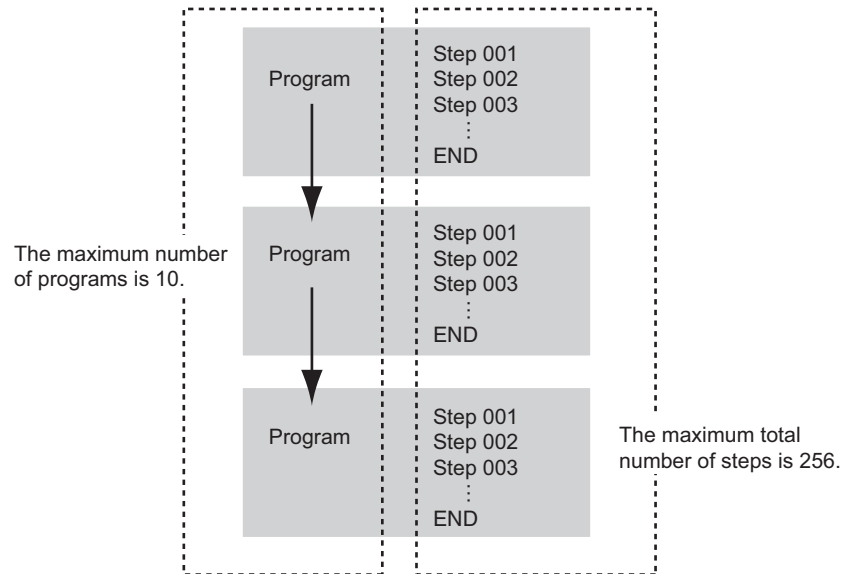 Program
Step 001
Step 002
Step 003
⋮
END
The maximum number
of programs is 10.
Program
Step 001
Step 002
Step 003
⋮
END
Program
Step 001
Step 002
Step 003
⋮
END
The maximum total
number of steps is 256.